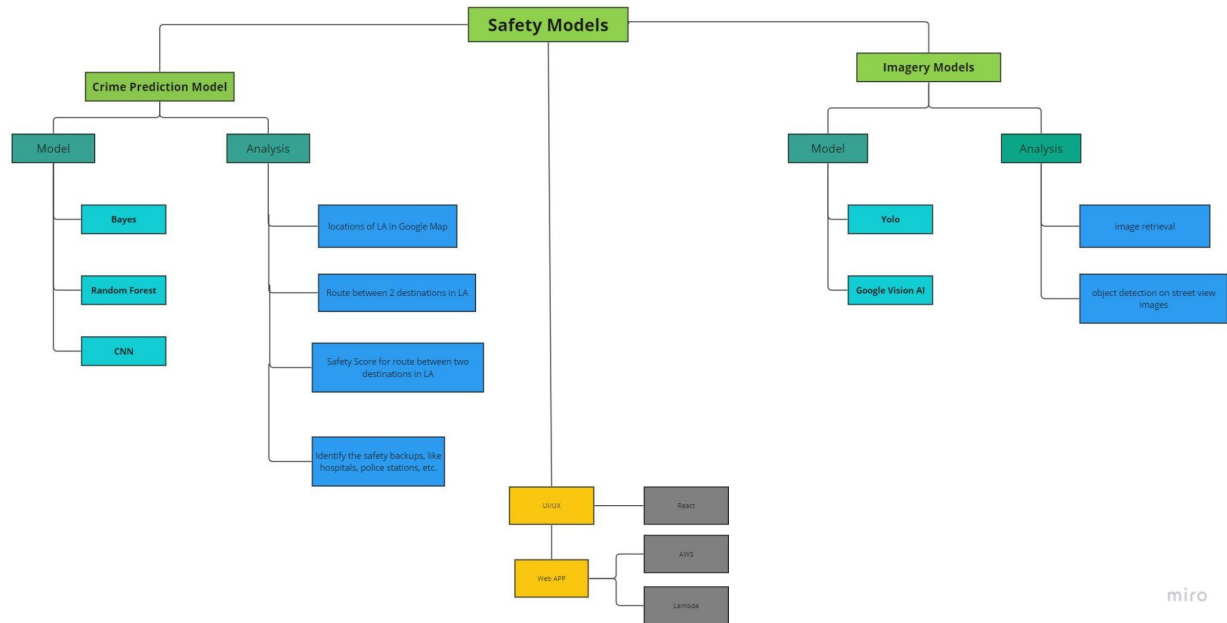 Safety Models
Crime Prediction Model
Imagery Models
Model
Analysis
Model
Analysis
Bayes
Random Forest
CNN
locations of LA in Google Map
Route between 2 destinations in LA
Safety Score for route between two
destinations in LA
Identify the safety backups, like
hospitals, police stations, etc.
Yolo
Google Vision AI
image retrieval
object detection on street view
images
UI/UX
React
Web APP
AWS
Lambda
miro